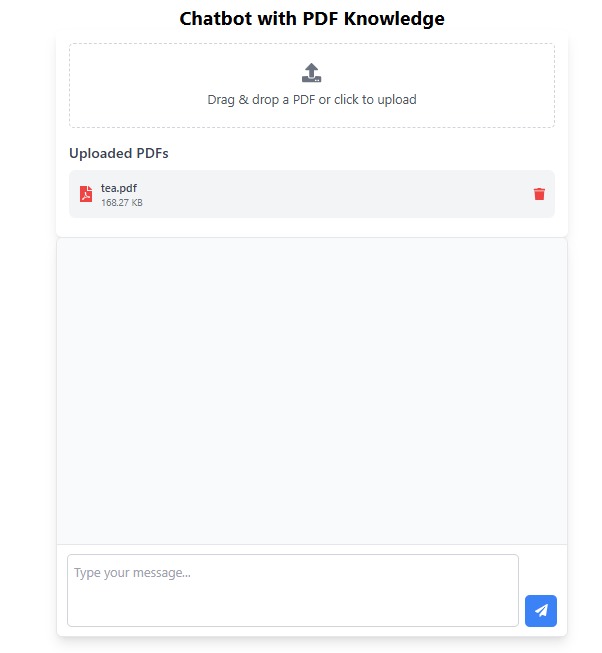 Chatbot with PDF Knowledge
Drag & drop a PDF or click to upload
Uploaded PDFs
tea.pdf
168.27 KB
Type your message...